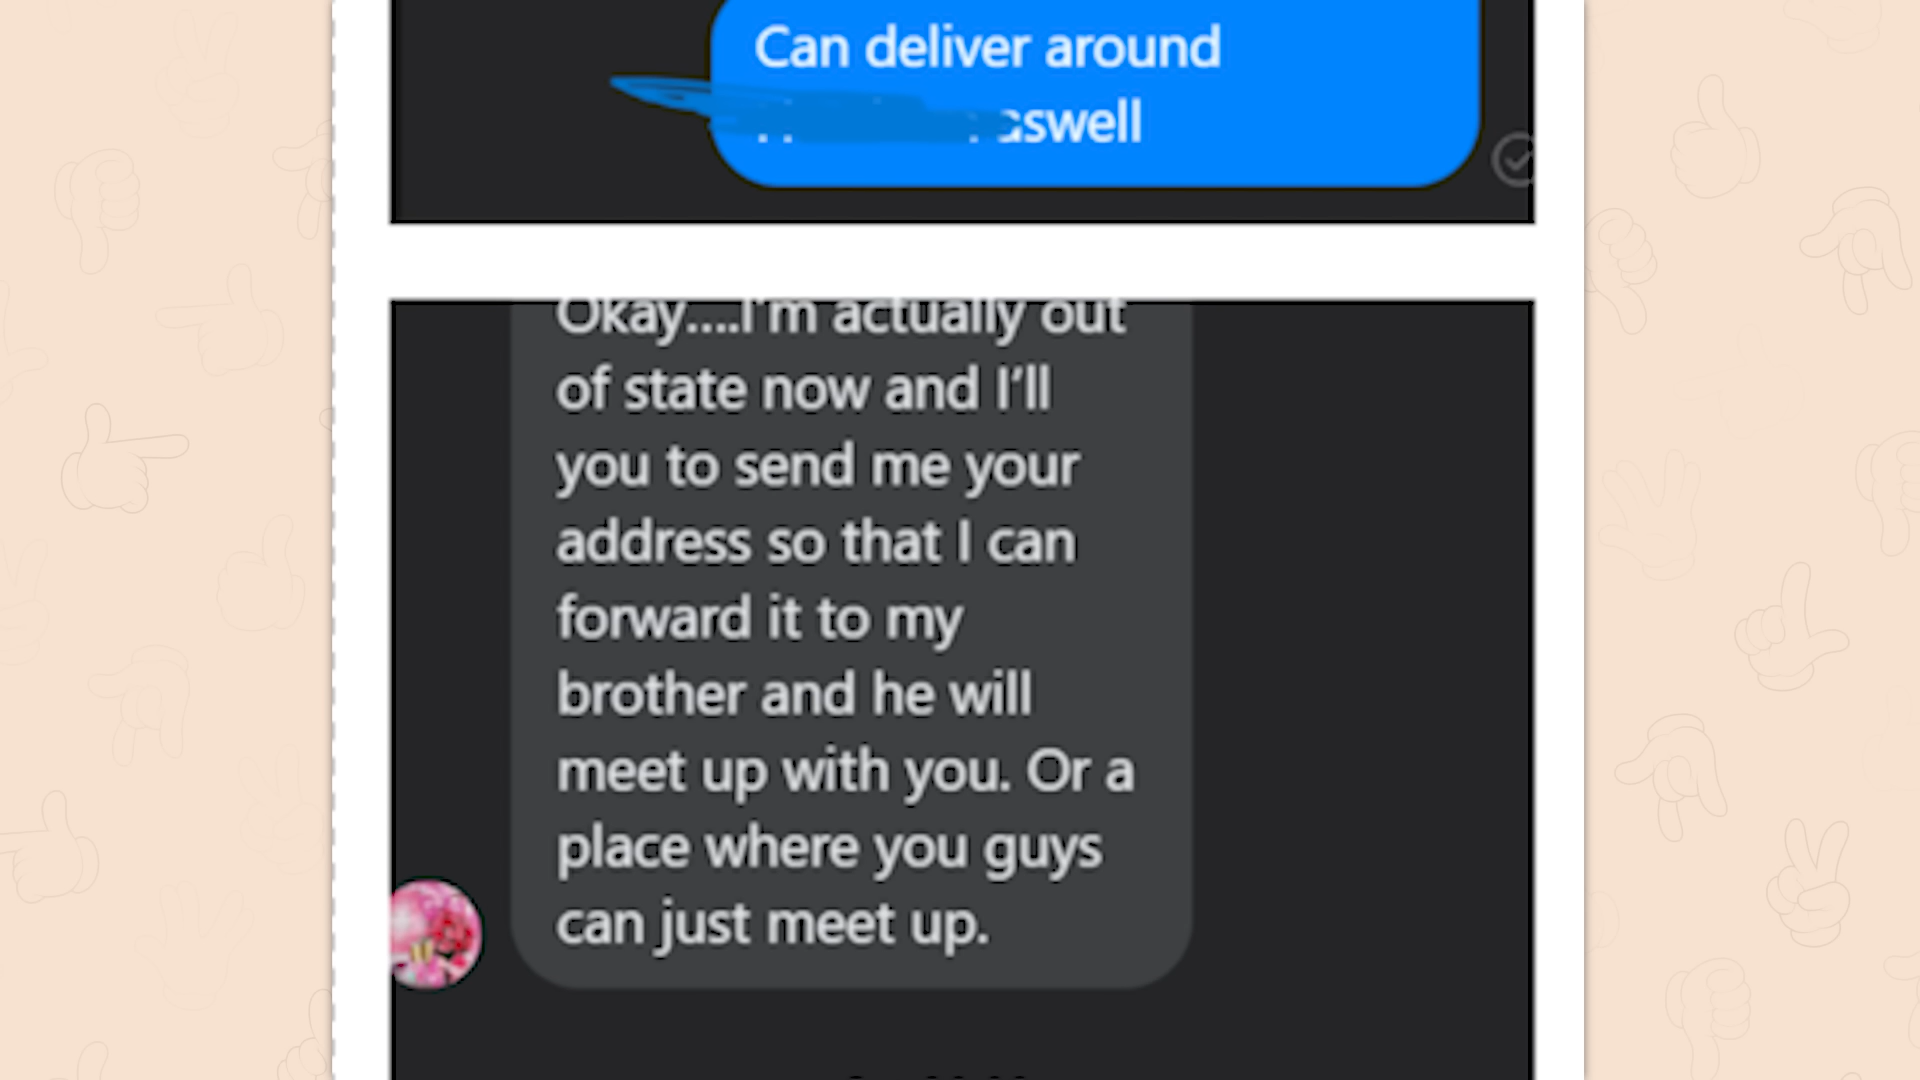 Can deliver around
Okay....I'm actually out
of state now and I'll
you to send me your
address so that I can
forward it to my
brother and he will
meet up with you. Or a
place where you guys
can just meet up.